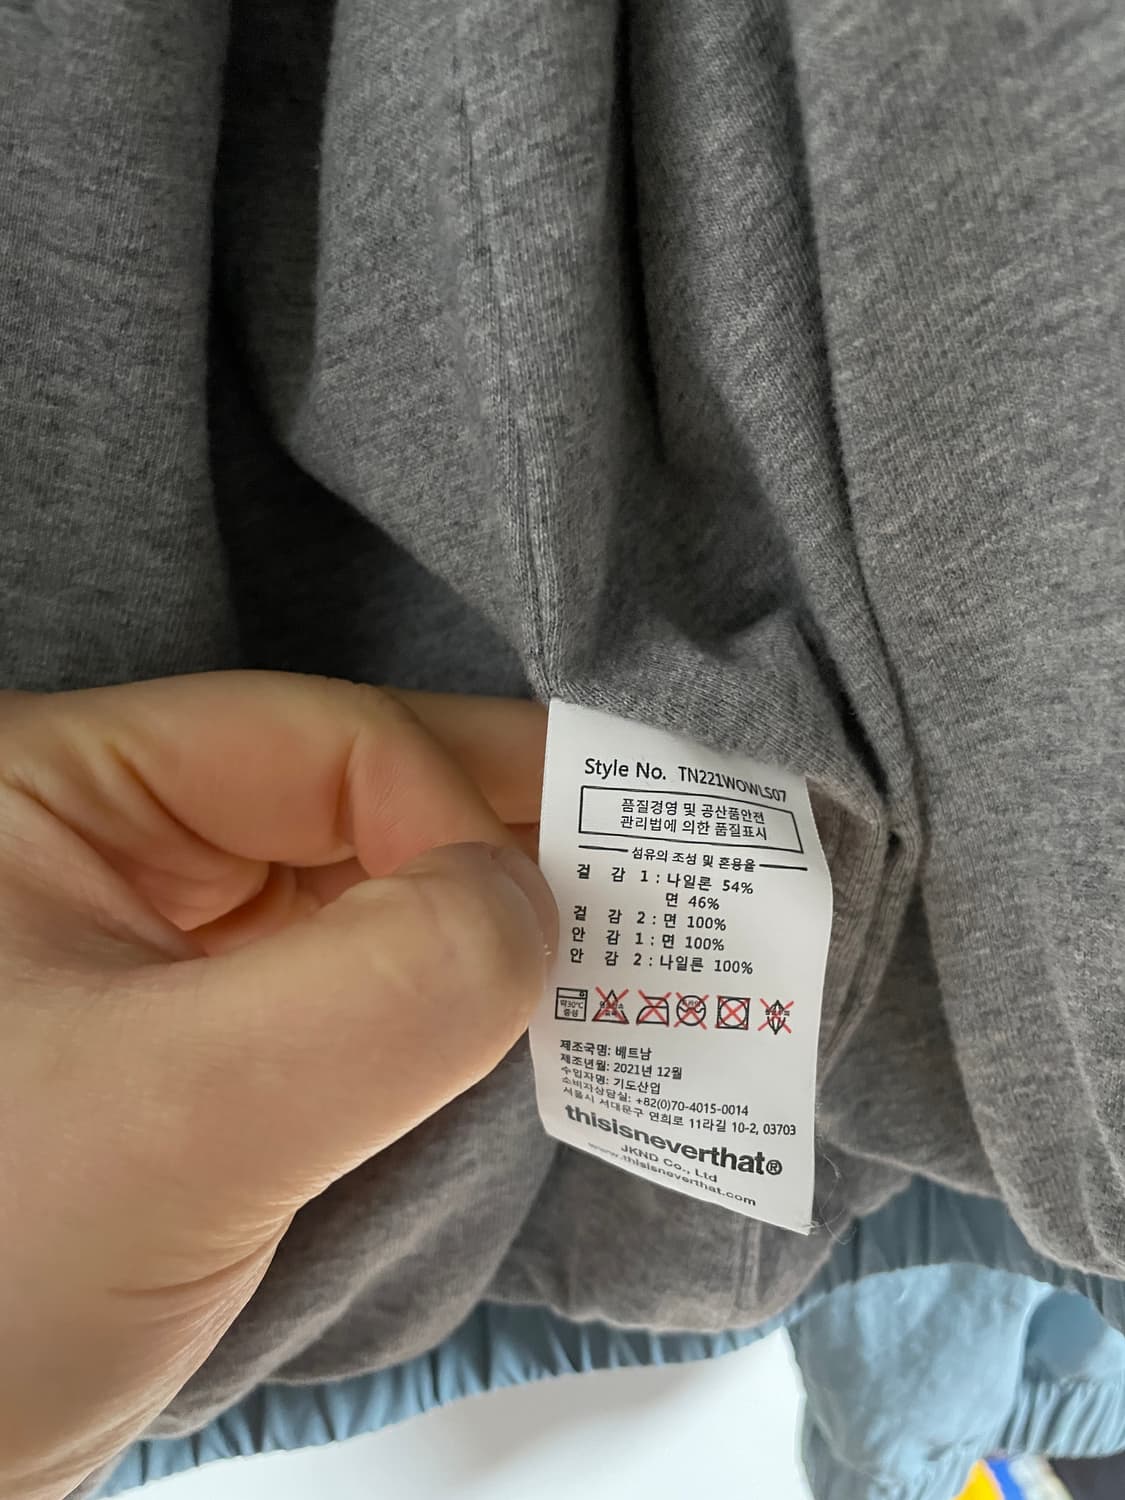 Style No. TN221WOWLS07
품질경영 및 공산품안전
관리법에 의한 품질표시
섬유의 조성 및 혼용율
겉 감 1 : 나일론 54%
면 46%
겉 감 2 : 면 100%
안 감 1 : 면 100%
안 감 2 : 나일론 100%
약30℃
중성
제조국명: 베트남
제조년월: 2021년 12월
수입자명: 기도산업
소비자상담실: +82(0)70-4015-0014
서울시 서대문구 연희로 11라길 10-2, 03703
thisisneverthat®
JKND Co., Ltd
www.thisisneverthat.com